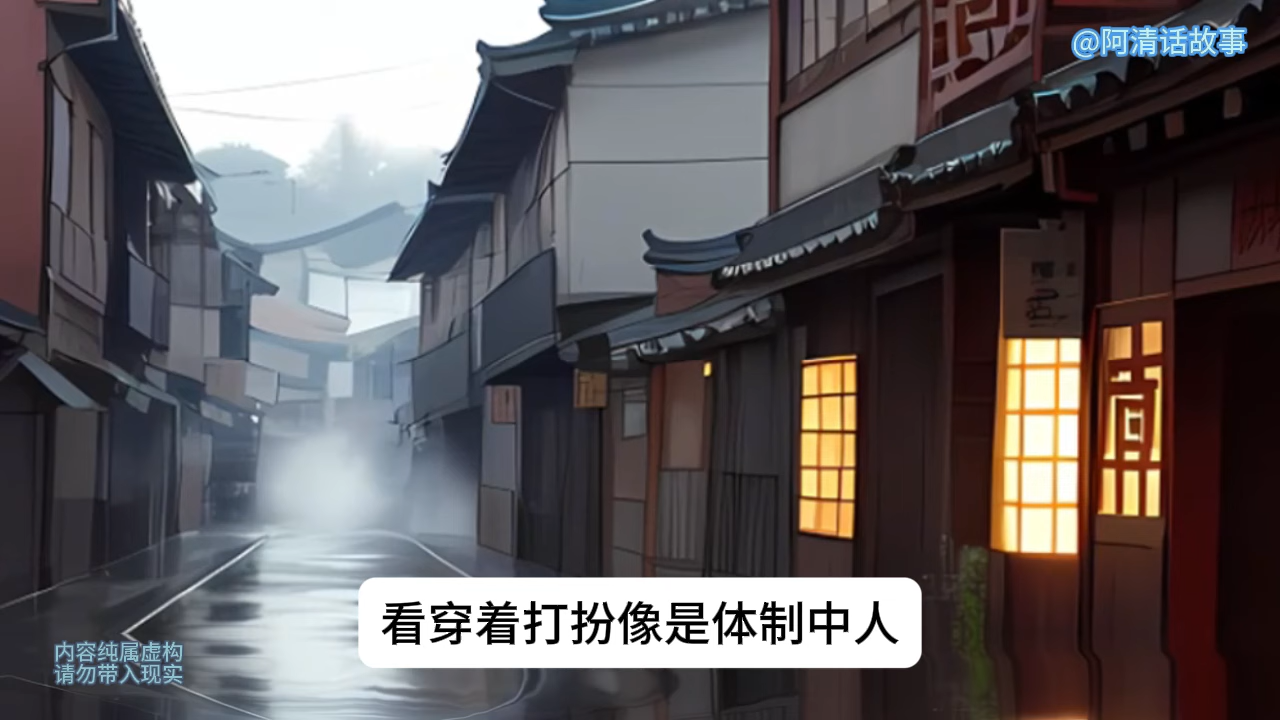 @阿清话故事
看穿着打扮像是体制中人
内容纯属虚构
请勿带入现实